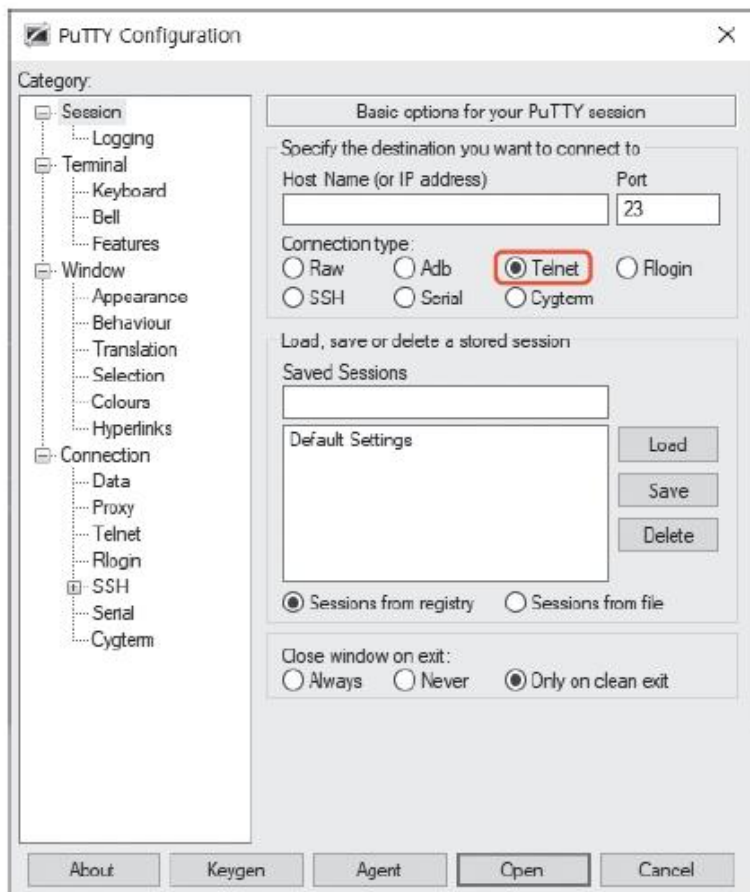 PuTTY Configuration
Category:
Session
Logging
Terminal
Keyboard
Bell
Features
Window
Appearance
Behaviour
Translation
Selection
Colours
Hyperlinks
Connection
Data
Proxy
Telnet
Rlogin
SSH
Serial
Cygterm
Basic options for your PuTTY session
Specify the destination you want to connect to
Host Name (or IP address) Port
23
Connection type:
Raw Adb Telnet Rlogin
SSH Serial Cygterm
Load, save or delete a stored session
Saved Sessions
Default Settings
Load
Save
Delete
Sessions from registry Sessions from file
Close window on exit:
Always Never Only on clean exit
About Keygen Agent Open Cancel